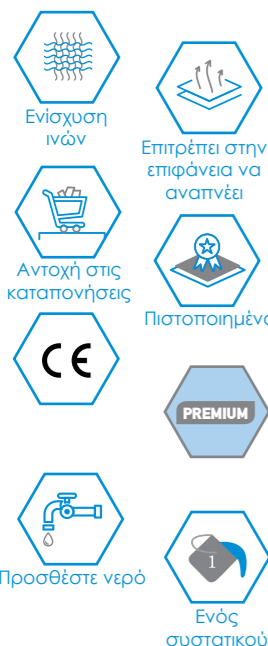 Ενίσχυση
ινών
Επιτρέπει στην
επιφάνεια να
αναπνέει
Αντοχή στις
καταπονήσεις
Πιστοποιημένο
CE
PREMIUM
Προσθέστε νερό
1
Ενός
συστατικού